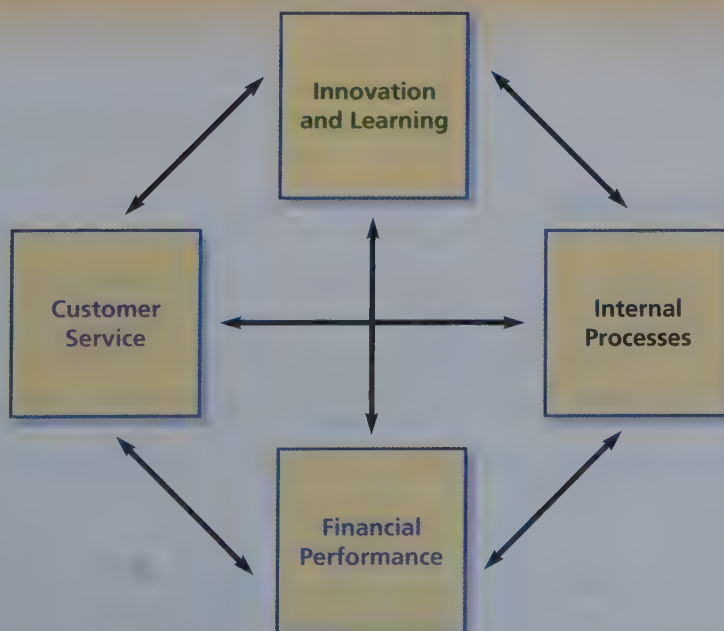 Innovation
and Learning
Customer
Service
Internal
Processes
Financial
Performance